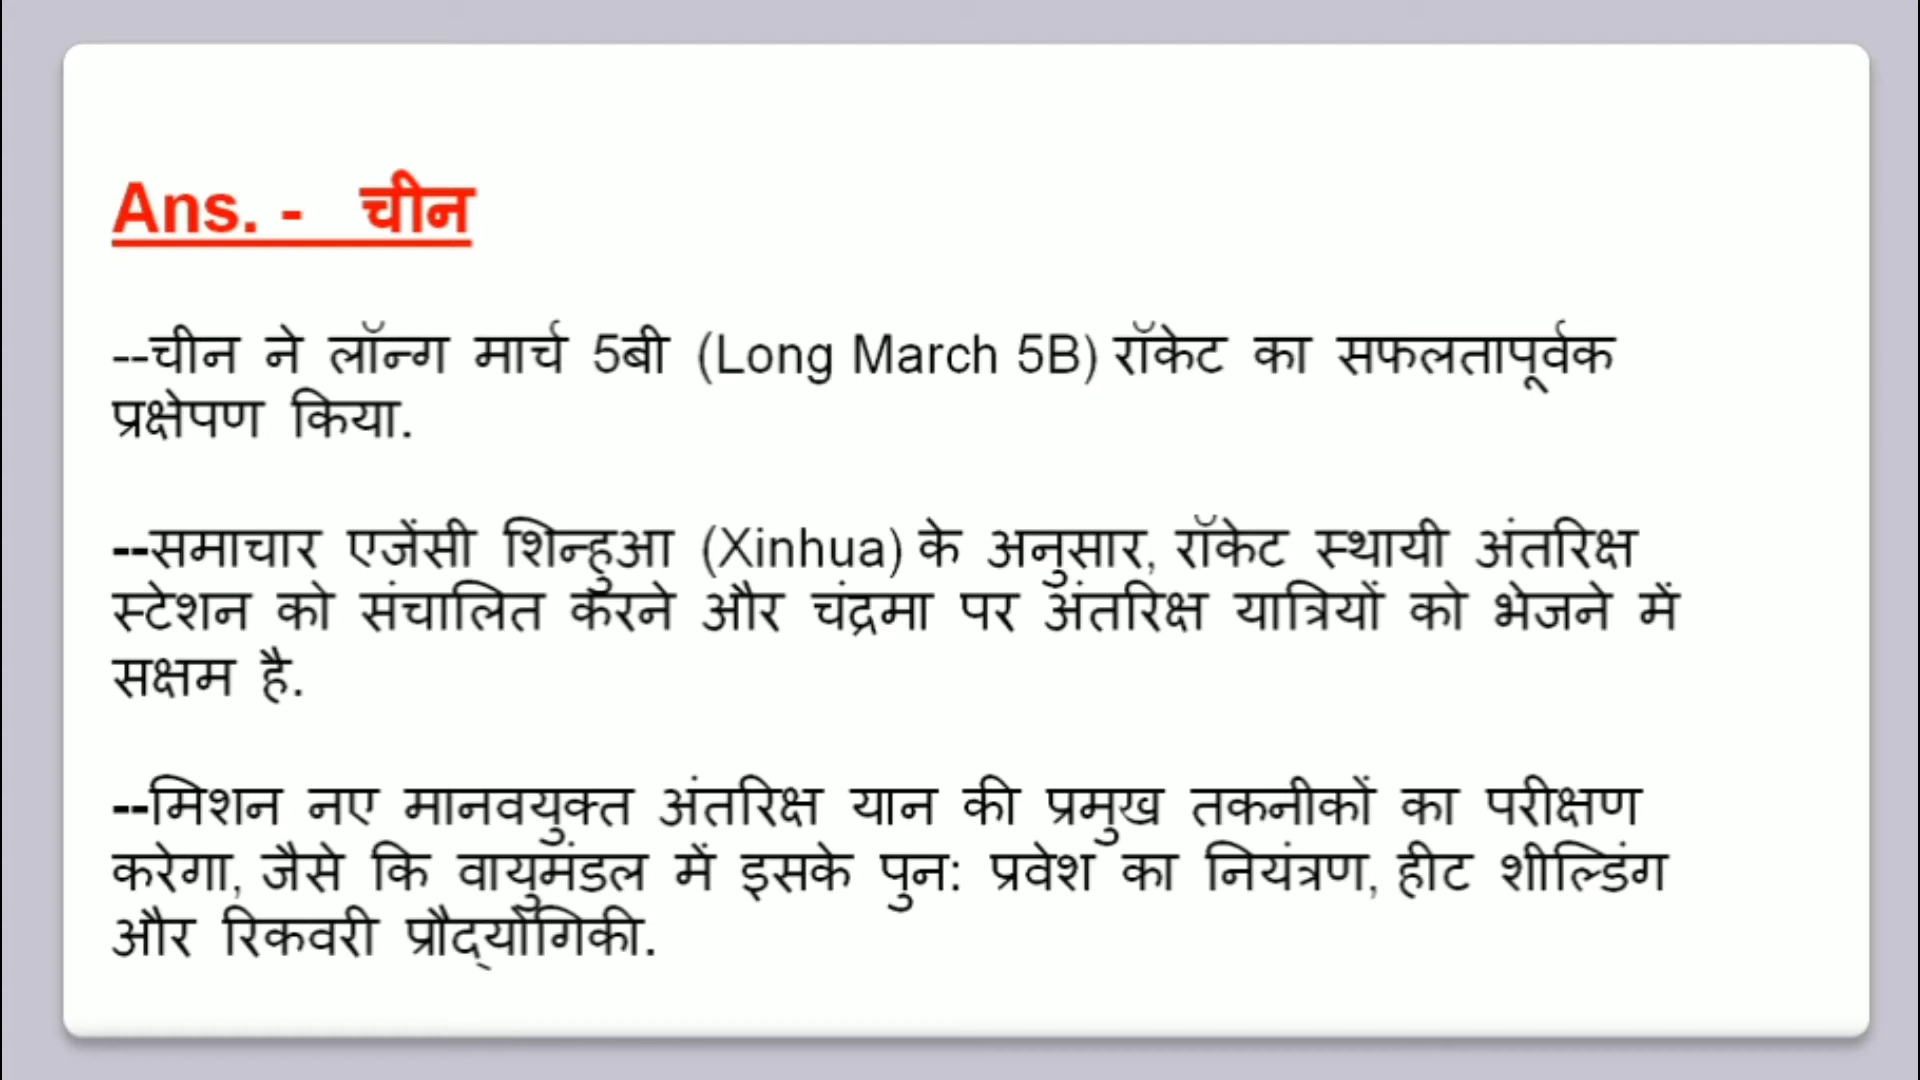 Ans. - चीन
--चीन ने लॉन्ग मार्च 5बी (Long March 5B) रॉकेट का सफलतापूर्वक
प्रक्षेपण किया.
--समाचार एजेंसी शिन्हुआ (Xinhua) के अनुसार, रॉकेट स्थायी अंतरिक्ष
स्टेशन को संचालित करने और चंद्रमा पर अंतरिक्ष यात्रियों को भेजने में
सक्षम है.
--मिशन नए मानवयुक्त अंतरिक्ष यान की प्रमुख तकनीकों का परीक्षण
करेगा, जैसे कि वायुमंडल में इसके पुन: प्रवेश का नियंत्रण, हीट शील्डिंग
और रिकवरी प्रौद्योगिकी.